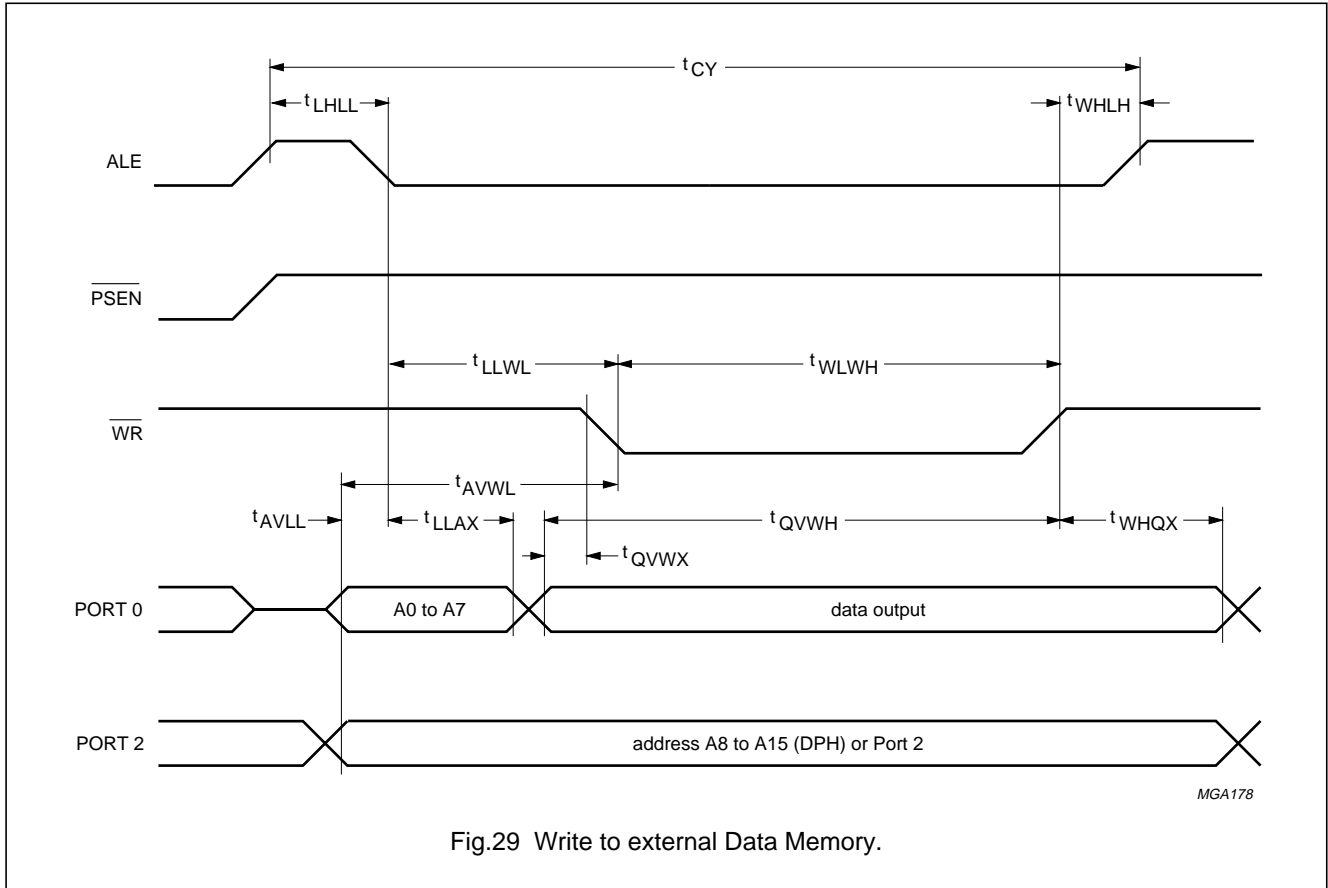 tCY
tLHLL
tWHLH
ALE
PSEN
tLLWL
tWLWH
WR
tAVWL
tAVLL
tLLAX
tQVWH
tWHQX
tQVWX
PORT 0
A0 to A7
data output
PORT 2
address A8 to A15 (DPH) or Port 2
MGA178
Fig.29 Write to external Data Memory.